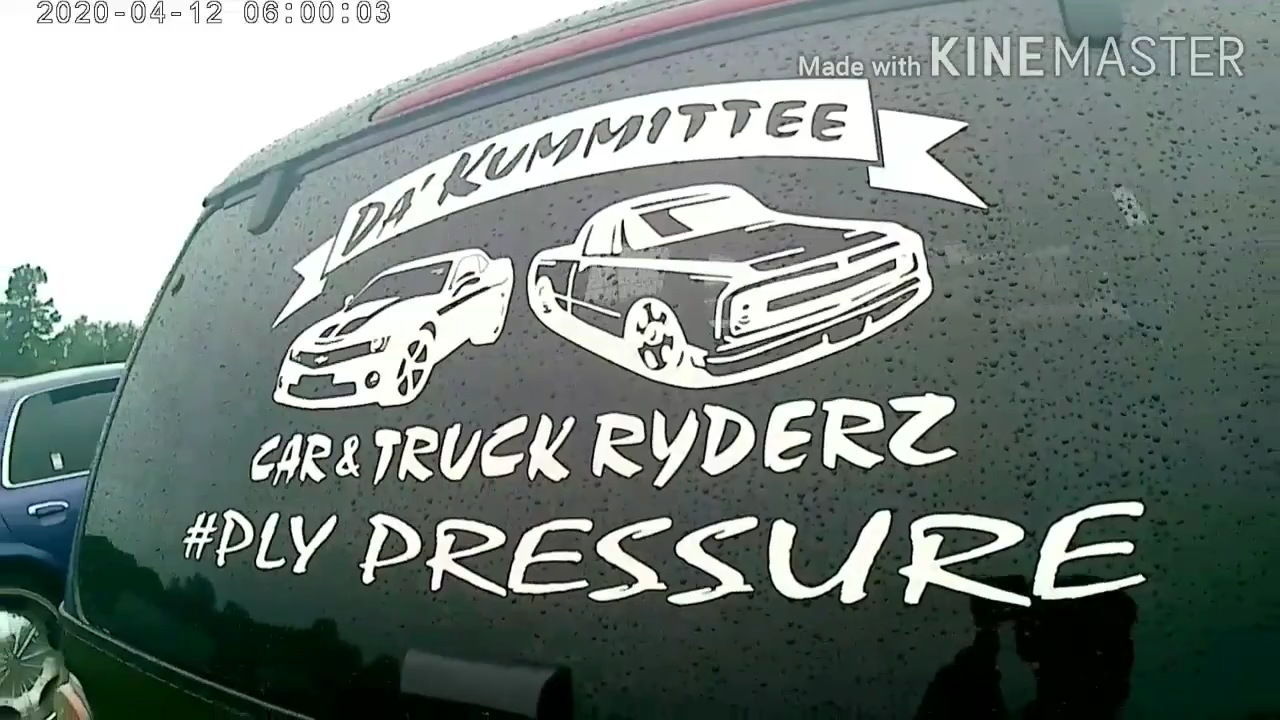 2020-04-12 06:00:03
Made with KINEMASTER
DA' KUMMITTEE
CAR & TRUCK RYDERZ
#PLY PRESSURE